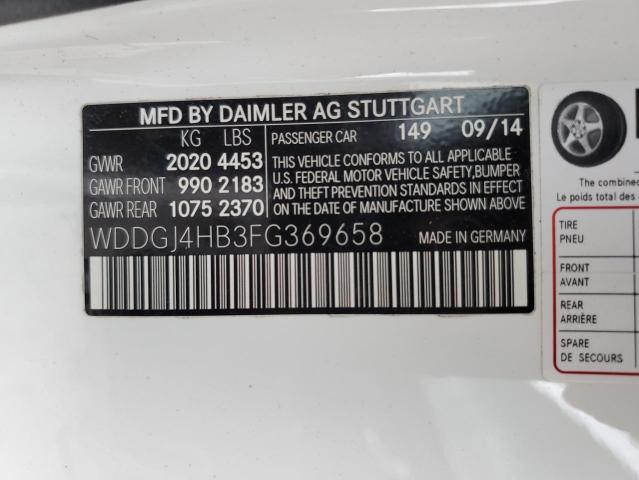 MFD BY DAIMLER AG STUTTGART
KG LBS PASSENGER CAR 149 09/14
GVWR 2020 4453
GAWR FRONT 990 2183
GAWR REAR 1075 2370
THIS VEHICLE CONFORMS TO ALL APPLICABLE
U.S. FEDERAL MOTOR VEHICLE SAFETY,BUMPER
AND THEFT PREVENTION STANDARDS IN EFFECT
ON THE DATE OF MANUFACTURE SHOWN ABOVE
WDDGJ4HB3FG369658 MADE IN GERMANY
The combine
Le poids total des
TIRE
PNEU
FRONT
AVANT
REAR
ARRIÈRE
SPARE
DE SECOURS